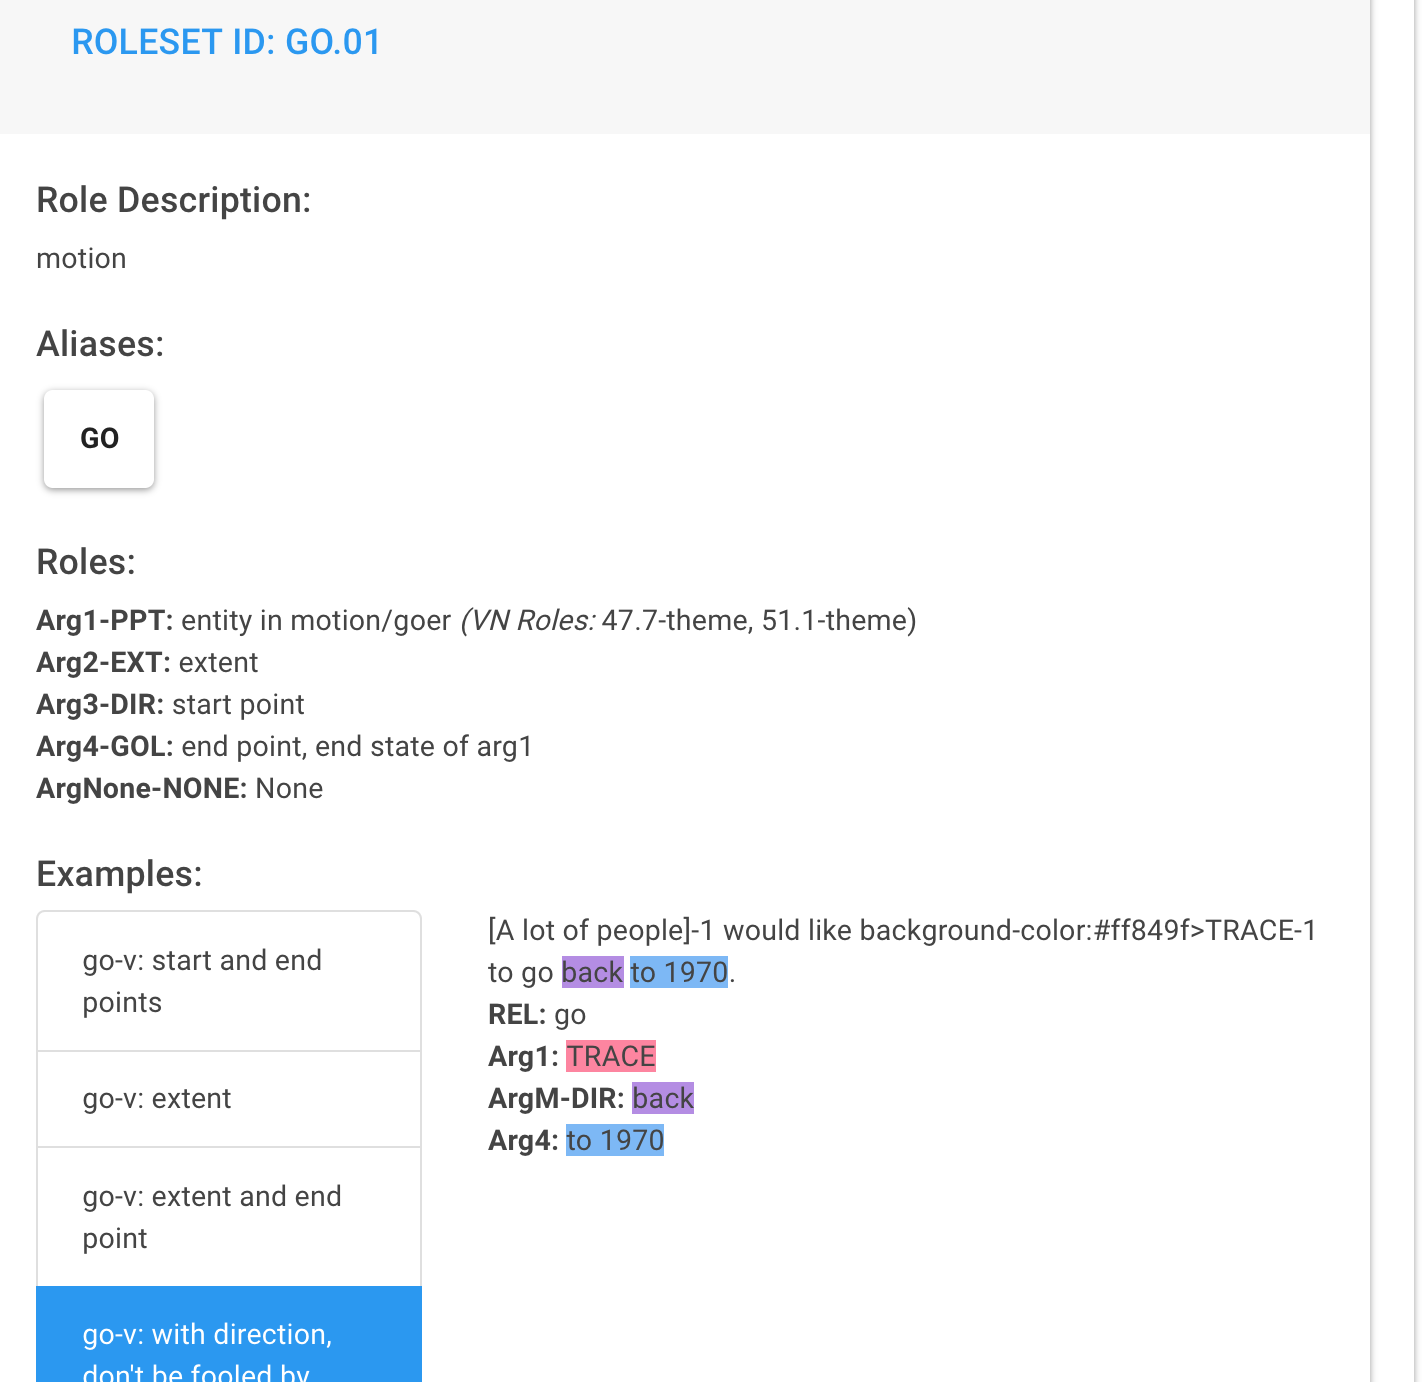 ROLESET ID: GO.01
Role Description:
motion
Aliases:
GO
Roles:
Arg1-PPT: entity in motion/goer (VN Roles: 47.7-theme, 51.1-theme)
Arg2-EXT: extent
Arg3-DIR: start point
Arg4-GOL: end point, end state of arg1
ArgNone-NONE: None
Examples:
go-v: start and end
points
go-v: extent
go-v: extent and end
point
go-v: with direction,
don't be fooled by
[A lot of people]-1 would like background-color:#ff849f>TRACE-1
to go back to 1970.
REL: go
Arg1: TRACE
ArgM-DIR: back
Arg4: to 1970